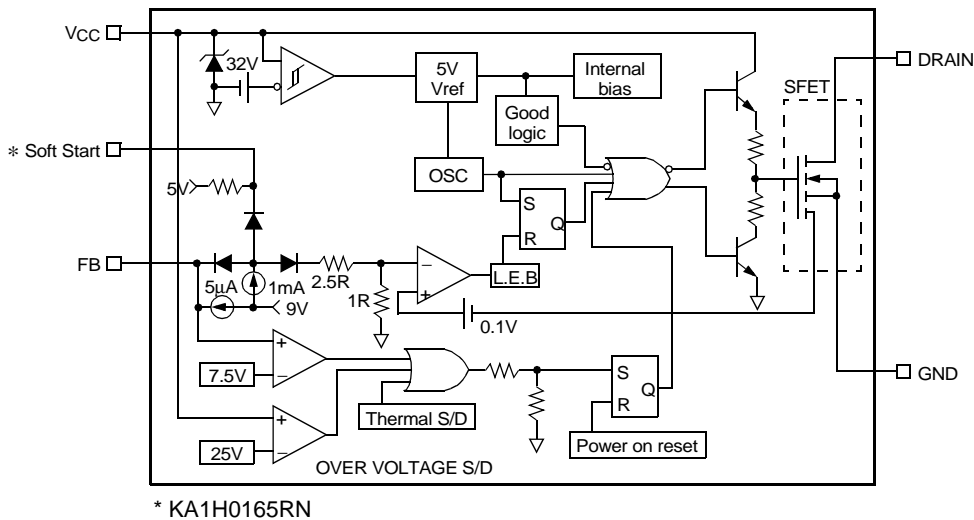 VCC
32V
5V
Vref
Internal
bias
Good
logic
DRAIN
SFET
* Soft Start
5V
OSC
S
R
Q
L.E.B
FB
5µA
1mA
9V
2.5R
1R
−
+
0.1V
+
−
7.5V
Thermal S/D
S
R
Q
GND
+
−
25V
Power on reset
OVER VOLTAGE S/D
* KA1H0165RN